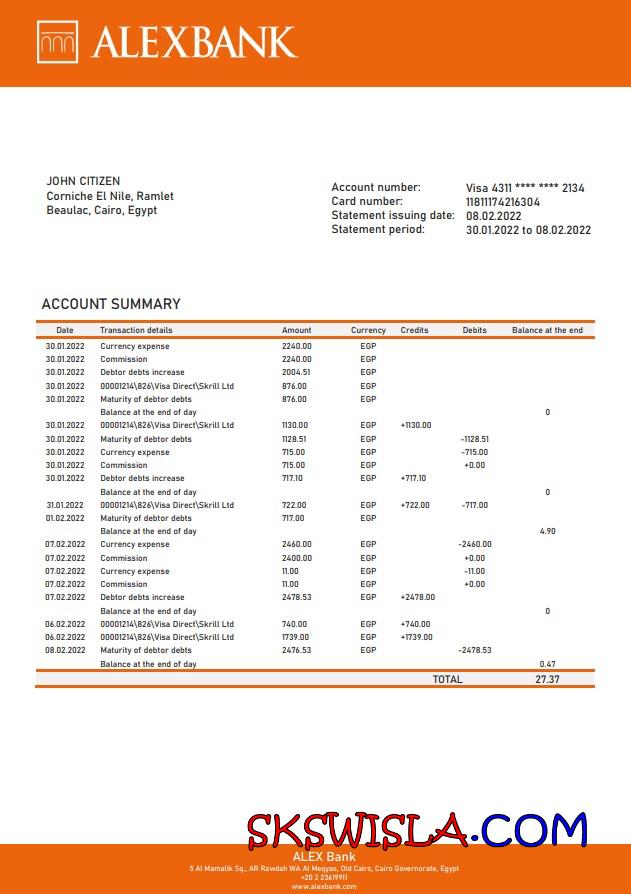 ALEXBANK
JOHN CITIZEN
Corniche El Nile, Ramlet
Beaulac, Cairo, Egypt
Account number: Visa 4311 **** **** 2134
Card number: 11811174216304
Statement issuing date: 08.02.2022
Statement period: 30.01.2022 to 08.02.2022
ACCOUNT SUMMARY
Date Transaction details Amount Currency Credits Debits Balance at the end
30.01.2022 Currency expense 2240.00 EGP
30.01.2022 Commission 2240.00 EGP
30.01.2022 Debtor debts increase 2004.51 EGP
30.01.2022 00001214\826\Visa Direct\Skrill Ltd 876.00 EGP
30.01.2022 Maturity of debtor debts 876.00 EGP
Balance at the end of day 0
30.01.2022 00001214\826\Visa Direct\Skrill Ltd 1130.00 EGP +1130.00
30.01.2022 Maturity of debtor debts 1128.51 EGP -1128.51
30.01.2022 Currency expense 715.00 EGP -715.00
30.01.2022 Commission 715.00 EGP +0.00
30.01.2022 Debtor debts increase 717.10 EGP +717.10
Balance at the end of day 0
31.01.2022 00001214\826\Visa Direct\Skrill Ltd 722.00 EGP +722.00 -717.00
01.02.2022 Maturity of debtor debts 717.00 EGP
Balance at the end of day 4.90
07.02.2022 Currency expense 2460.00 EGP -2460.00
07.02.2022 Commission 2400.00 EGP +0.00
07.02.2022 Currency expense 11.00 EGP -11.00
07.02.2022 Commission 11.00 EGP +0.00
07.02.2022 Debtor debts increase 2478.53 EGP +2478.00
Balance at the end of day 0
06.02.2022 00001214\826\Visa Direct\Skrill Ltd 740.00 EGP +740.00
06.02.2022 00001214\826\Visa Direct\Skrill Ltd 1739.00 EGP +1739.00
08.02.2022 Maturity of debtor debts 2476.53 EGP -2478.53
Balance at the end of day 0.47
TOTAL 27.37
SKSWISLA.COM
ALEX Bank
5 Al Mamalik Sq., AR Rawdah WA Al Meqyas, Old Cairo, Cairo Governorate, Egypt
+20 2 23619911
www.alexbank.com